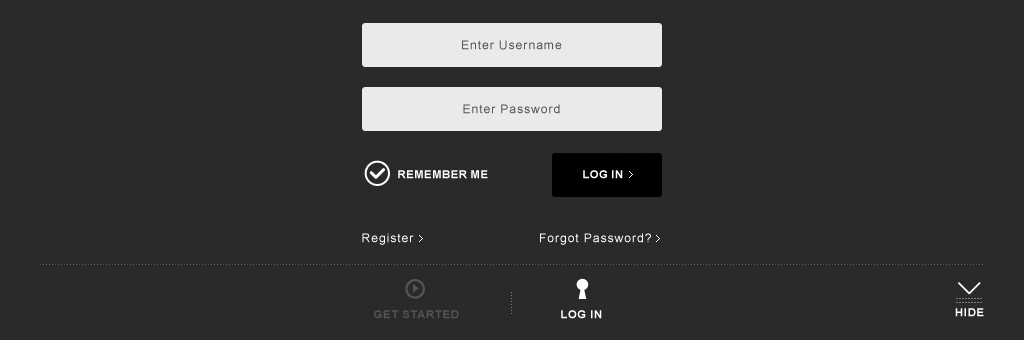 Enter Username
Enter Password
REMEMBER ME
LOG IN >
Register >
Forgot Password? >
GET STARTED
LOG IN
HIDE